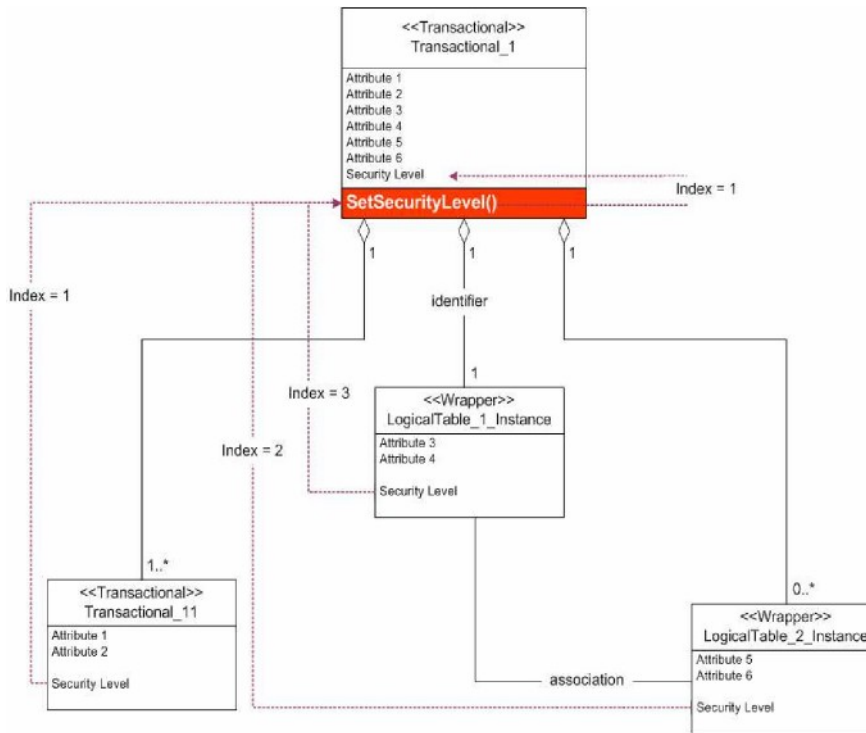 <<Transactional>>
Transactional_1
Attribute 1
Attribute 2
Attribute 3
Attribute 4
Attribute 5
Attribute 6
Security Level
Index = 1
SetSecurityLevel()
1
1
1
Index = 1
identifier
1
Index = 3
<<Wrapper>>
LogicalTable_1_Instance
Attribute 3
Attribute 4
Security Level
Index = 2
1..*
<<Transactional>>
Transactional_11
Attribute 1
Attribute 2
Security Level
association
0..*
<<Wrapper>>
LogicalTable_2_Instance
Attribute 5
Attribute 6
Security Level